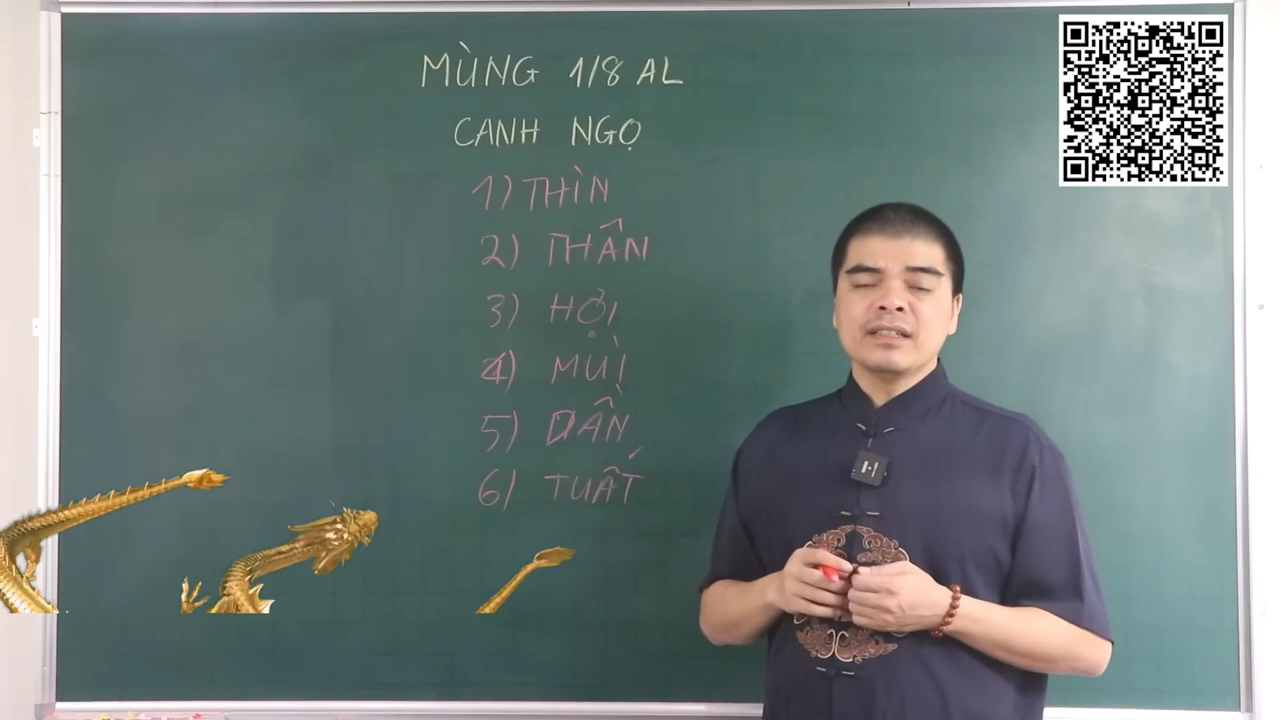 MÙNG 1/8 AL
CANH NGỌ
1) THÌN
2) THÂN
3) HỢI
4) MÙI
5) DẦN
6) TUẤT